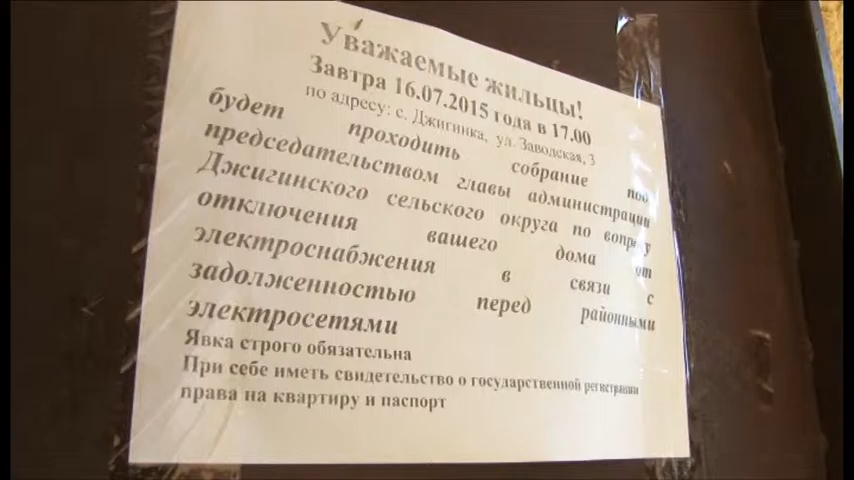 Уважаемые жильцы!
Завтра 16.07.2015 года в 17.00
по адресу: с. Джигинка, ул. Заводская, 3
будет проходить собрание под
председательством главы администрации
Джигинского сельского округа по вопросу
отключения вашего дома от
электроснабжения в связи с
задолженностью перед районными
электросетями
Явка строго обязательна
При себе иметь свидетельство о государственной регистрации
права на квартиру и паспорт